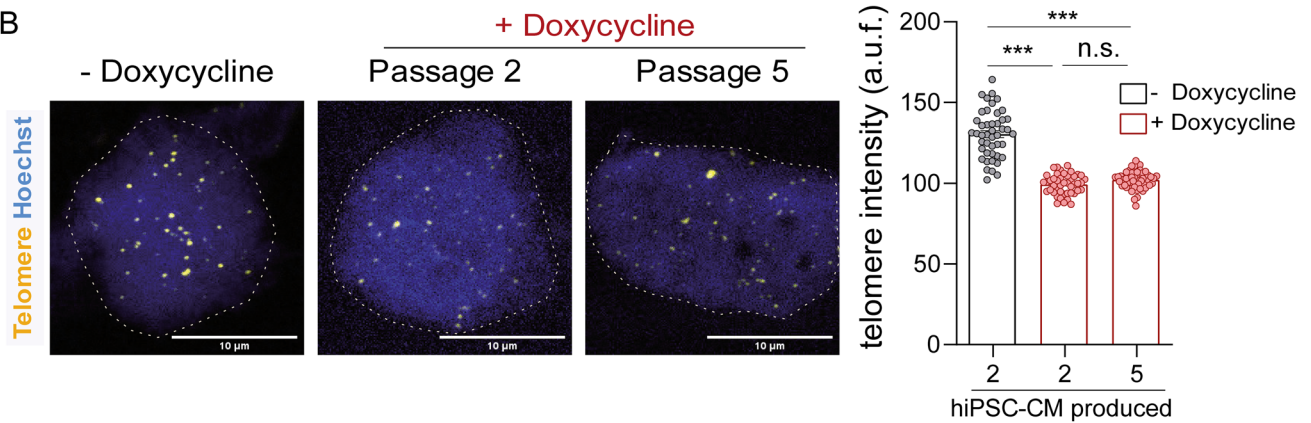 B
+ Doxycycline
- Doxycycline
Passage 2
Passage 5
Telomere Hoechst
10 µm
10 µm
10 µm
telomere intensity (a.u.f.)
200
150
100
50
0
***
***
n.s.
- Doxycycline
+ Doxycycline
2
2
5
hiPSC-CM produced